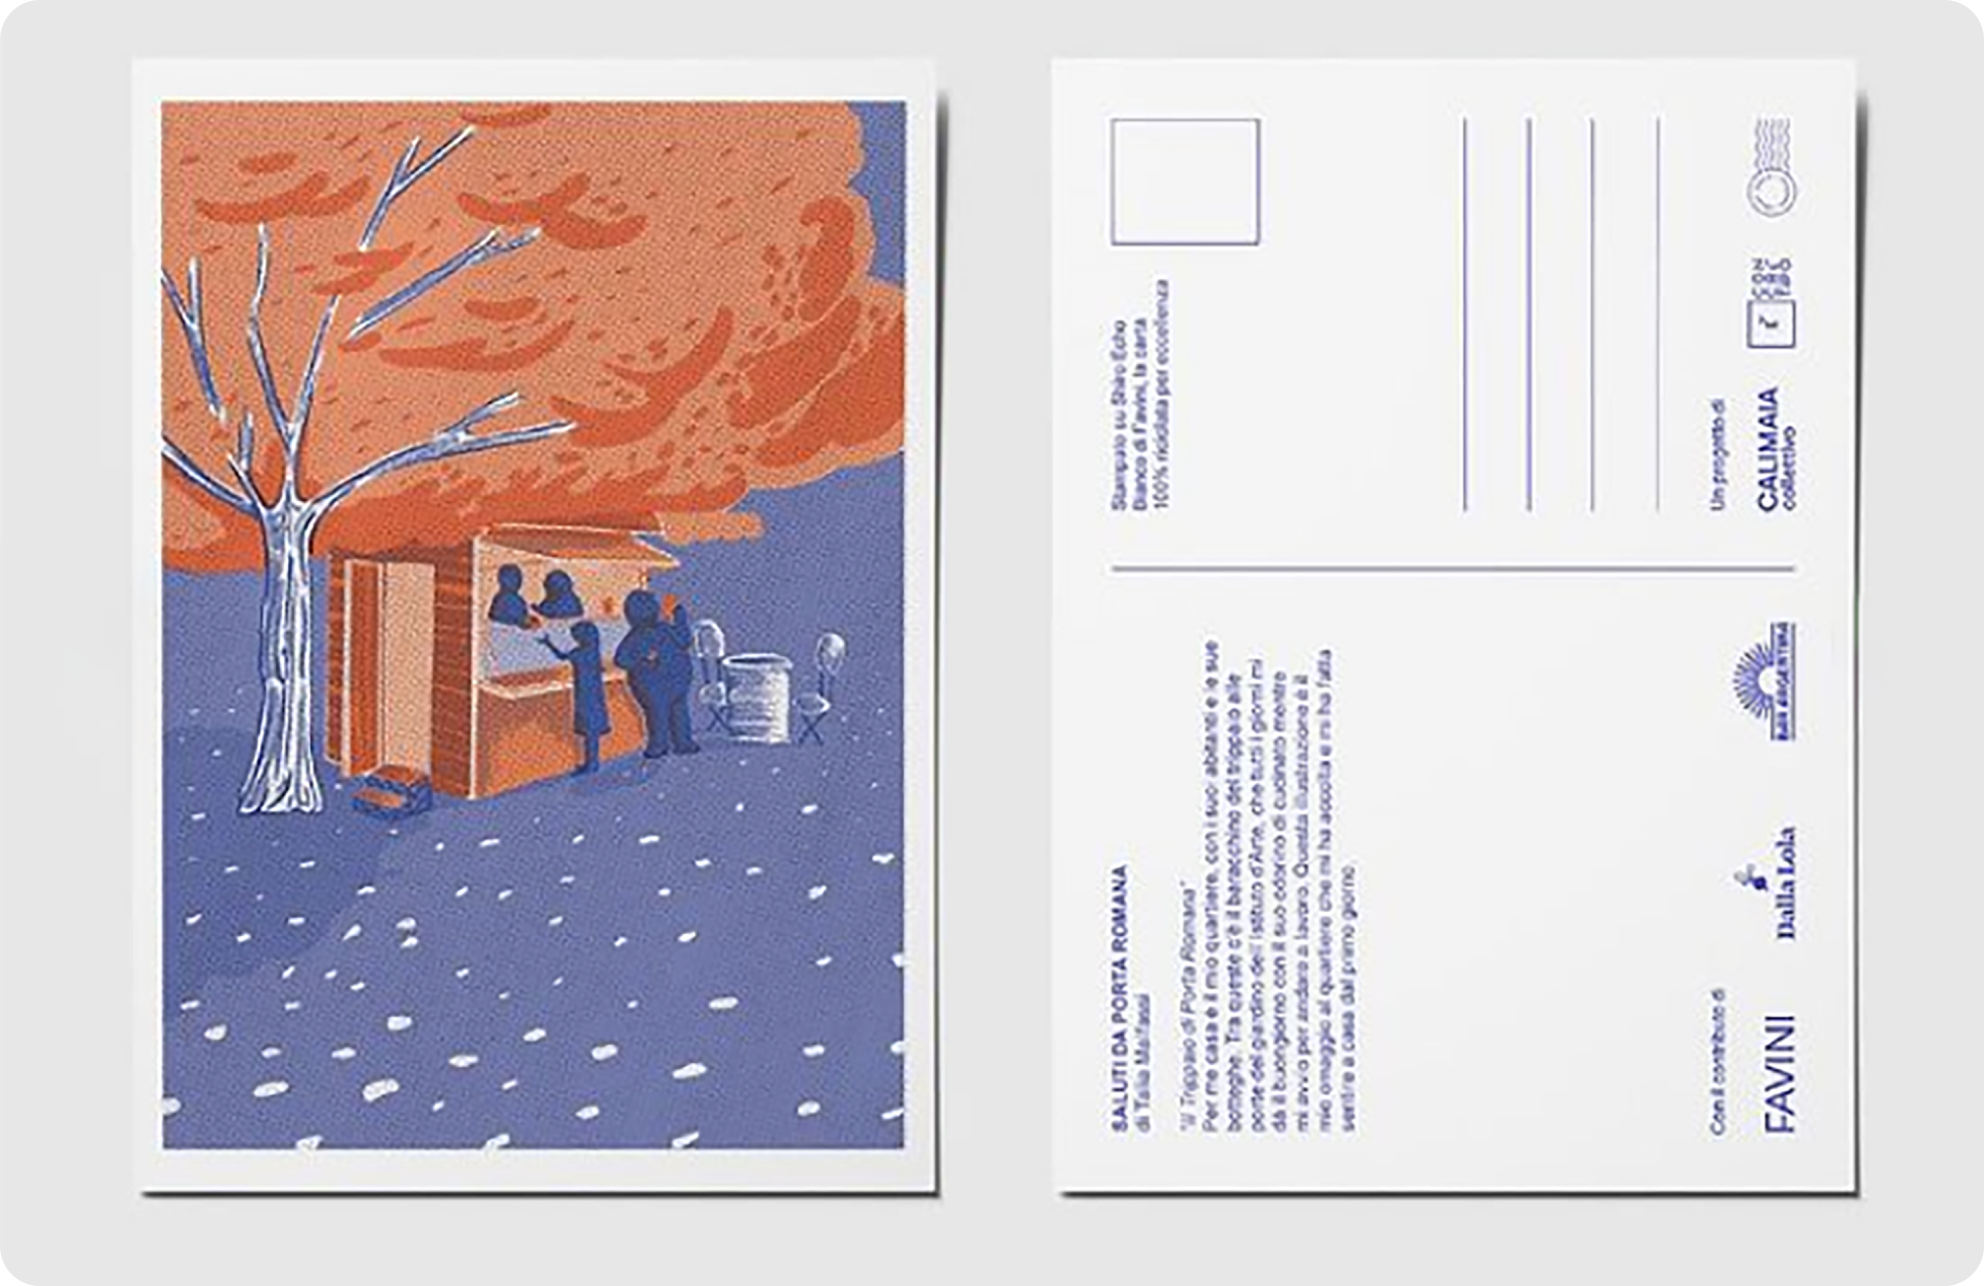 SALUTI DA PORTA ROMANA
di Talia Malfassi
"Il Trippaio di Porta Romana"
Per me casa è il mio quartiere, con i suoi abitanti e le sue
botteghe. Tra queste c'è il baracchino del trippaio alle
porte del giardino dell'Istituto d'Arte, che tutti i giorni mi
dà il buongiorno con il suo odorino di cucinato mentre
mi avvio per andare a lavoro. Questa illustrazione è il
mio omaggio al quartiere che mi ha accolta e mi ha fatta
sentire a casa dal primo giorno.
Con il contributo di
FAVINI
Dalla Lola
BAR ARGENTINA
Stampato su Shiro Echo
Bianco di Favini, la carta
100% riciclata per eccellenza
Un progetto di
CALIMAIA
collettivo